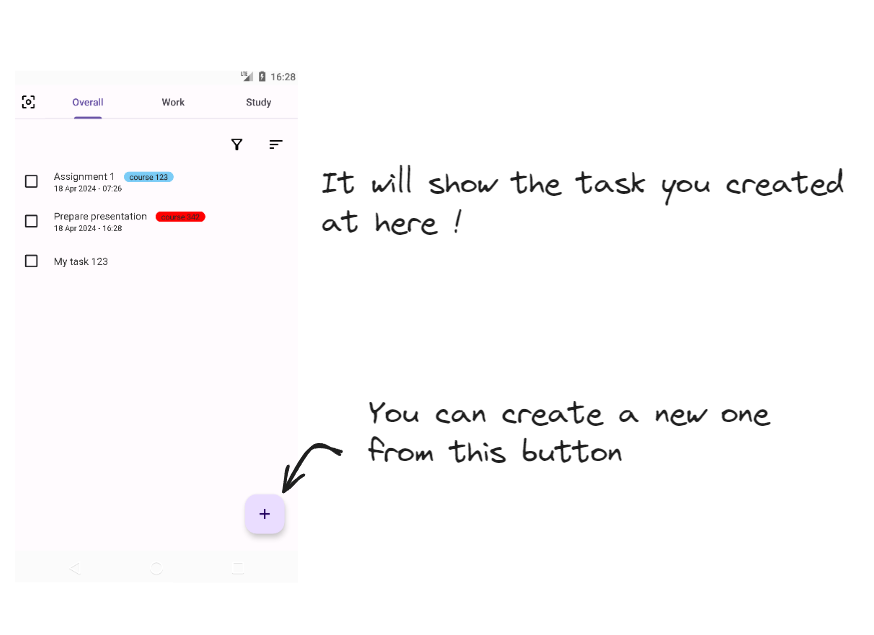 LTE 16:28
Overall Work Study
Assignment 1 course 123
18 Apr 2024 - 07:26
Prepare presentation course
18 Apr 2024 - 16:28
My task 123
It will show the task you created
at here !
You can create a new one
from this button
+